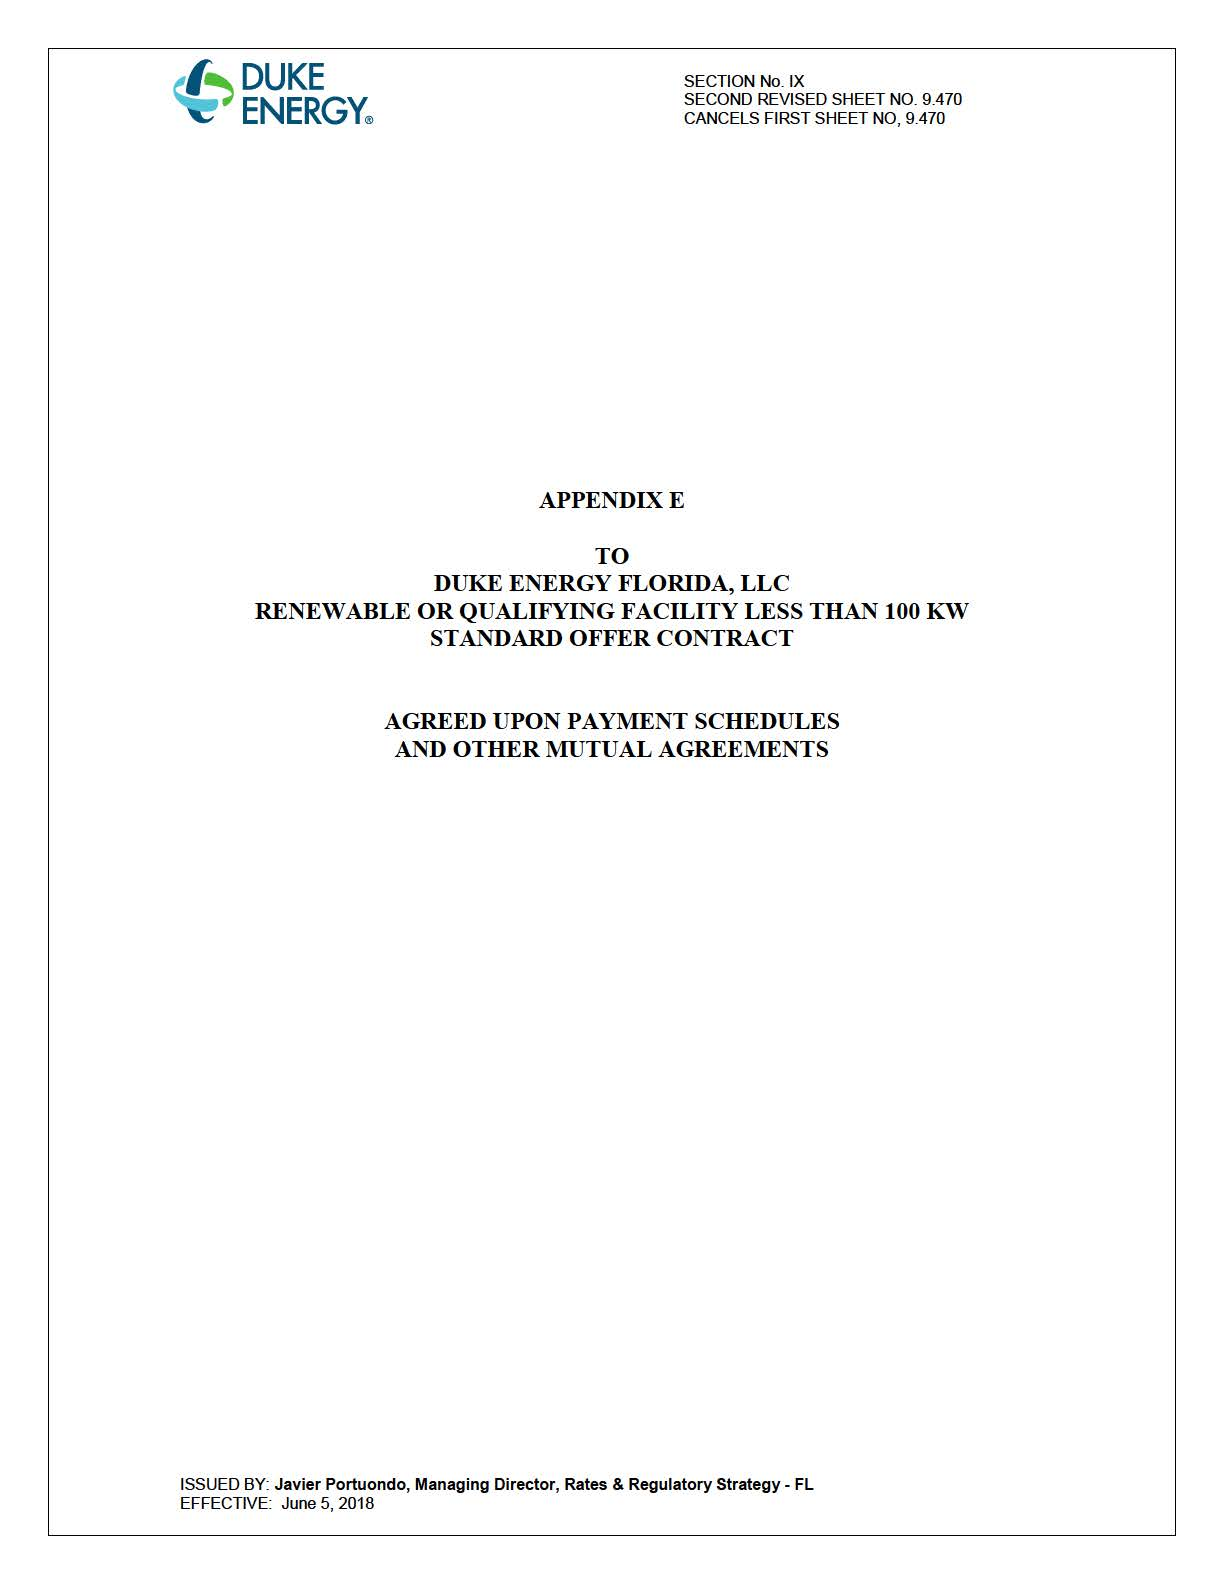 DUKE
ENERGY®
SECTION No. IX
SECOND REVISED SHEET NO. 9.470
CANCELS FIRST SHEET NO, 9.470
APPENDIX E
TO
DUKE ENERGY FLORIDA, LLC
RENEWABLE OR QUALIFYING FACILITY LESS THAN 100 KW
STANDARD OFFER CONTRACT
AGREED UPON PAYMENT SCHEDULES
AND OTHER MUTUAL AGREEMENTS
ISSUED BY: Javier Portuondo, Managing Director, Rates & Regulatory Strategy - FL
EFFECTIVE: June 5, 2018